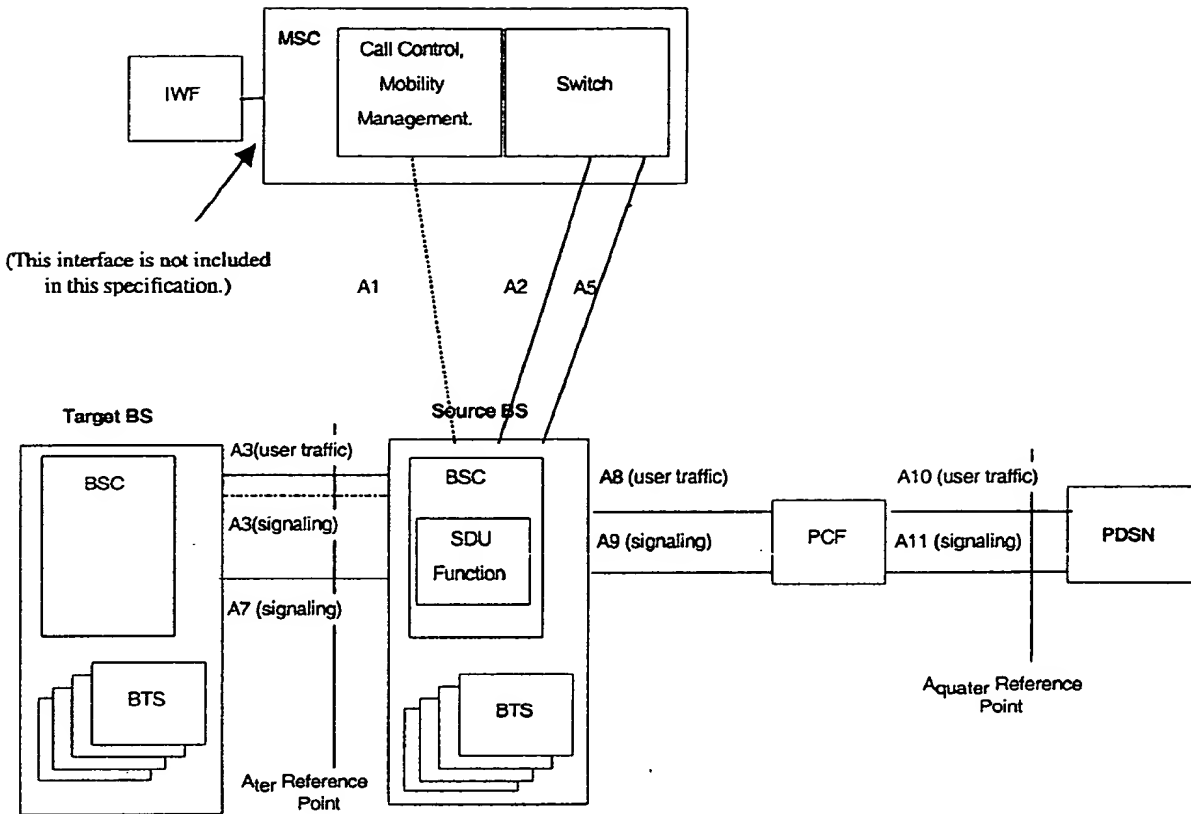 MSC
Call Control,
Mobility
Management.
Switch
IWF
(This interface is not included
in this specification.)
A1
A2
A5
Target BS
Source BS
BSC
A3(user traffic)
A3(signaling)
A7 (signaling)
BTS
Ater Reference
Point
BSC
SDU
Function
BTS
A8 (user traffic)
A9 (signaling)
PCF
A10 (user traffic)
A11 (signaling)
PDSN
Aquater Reference
Point